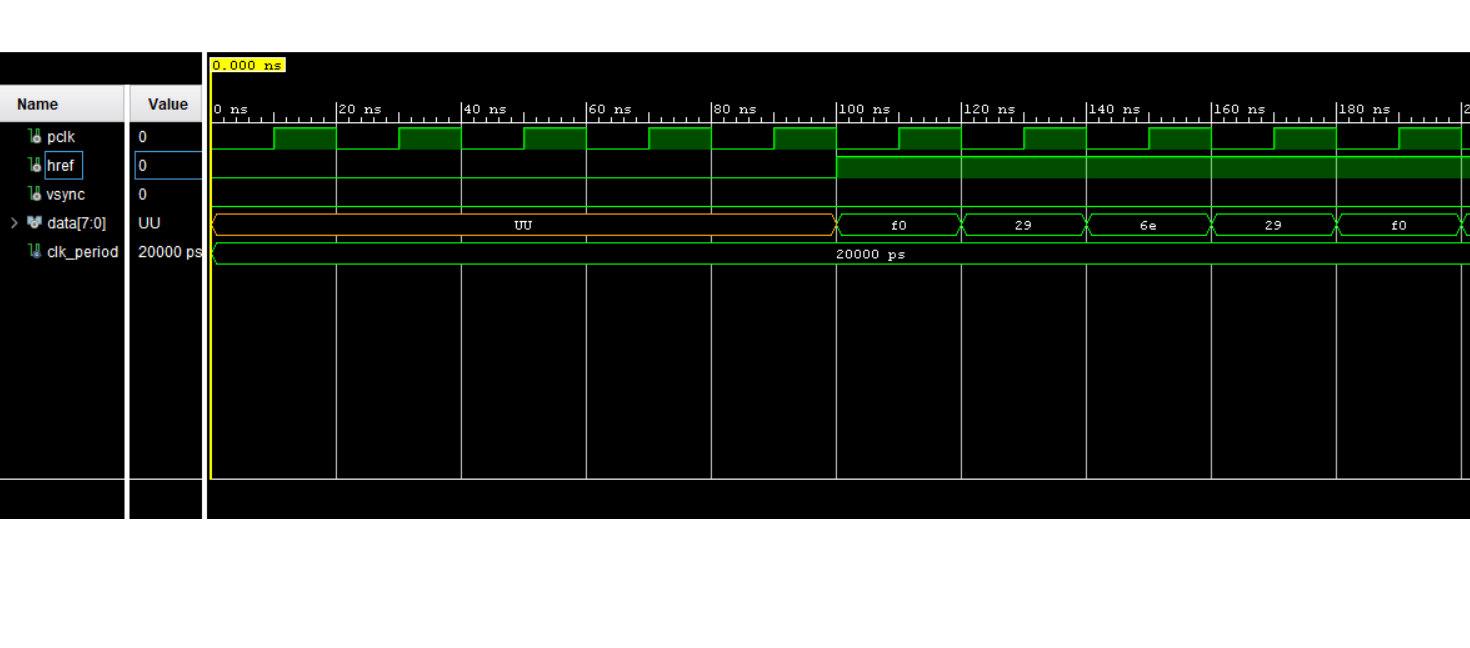 0.000 ns
Name Value
0 ns 20 ns 40 ns 60 ns 80 ns 100 ns 120 ns 140 ns 160 ns 180 ns 2
pclk 0
href 0
vsync 0
data[7:0] UU UU f0 29 6e 29 f0
clk_period 20000 ps 20000 ps